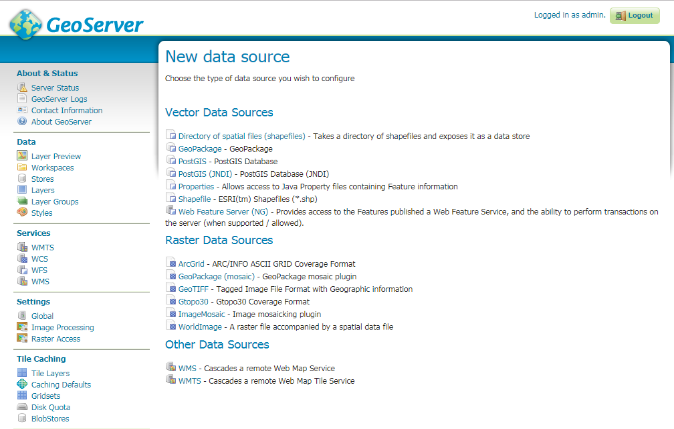 GeoServer
Logged in as admin.
Logout
About & Status
Server Status
GeoServer Logs
Contact Information
About GeoServer
Data
Layer Preview
Workspaces
Stores
Layers
Layer Groups
Styles
Services
WMTS
WCS
WFS
WMS
Settings
Global
Image Processing
Raster Access
Tile Caching
Tile Layers
Caching Defaults
Gridsets
Disk Quota
BlobStores
New data source
Choose the type of data source you wish to configure
Vector Data Sources
Directory of spatial files (shapefiles) - Takes a directory of shapefiles and exposes it as a data store
GeoPackage - GeoPackage
PostGIS - PostGIS Database
PostGIS (JNDI) - PostGIS Database (JNDI)
Properties - Allows access to Java Property files containing Feature information
Shapefile - ESRI(tm) Shapefiles (*.shp)
Web Feature Server (NG) - Provides access to the Features published a Web Feature Service, and the ability to perform transactions on
the server (when supported / allowed).
Raster Data Sources
ArcGrid - ARC/INFO ASCII GRID Coverage Format
GeoPackage (mosaic) - GeoPackage mosaic plugin
GeoTIFF - Tagged Image File Format with Geographic information
Gtopo30 - Gtopo30 Coverage Format
ImageMosaic - Image mosaicking plugin
WorldImage - A raster file accompanied by a spatial data file
Other Data Sources
WMS - Cascades a remote Web Map Service
WMTS - Cascades a remote Web Map Tile Service